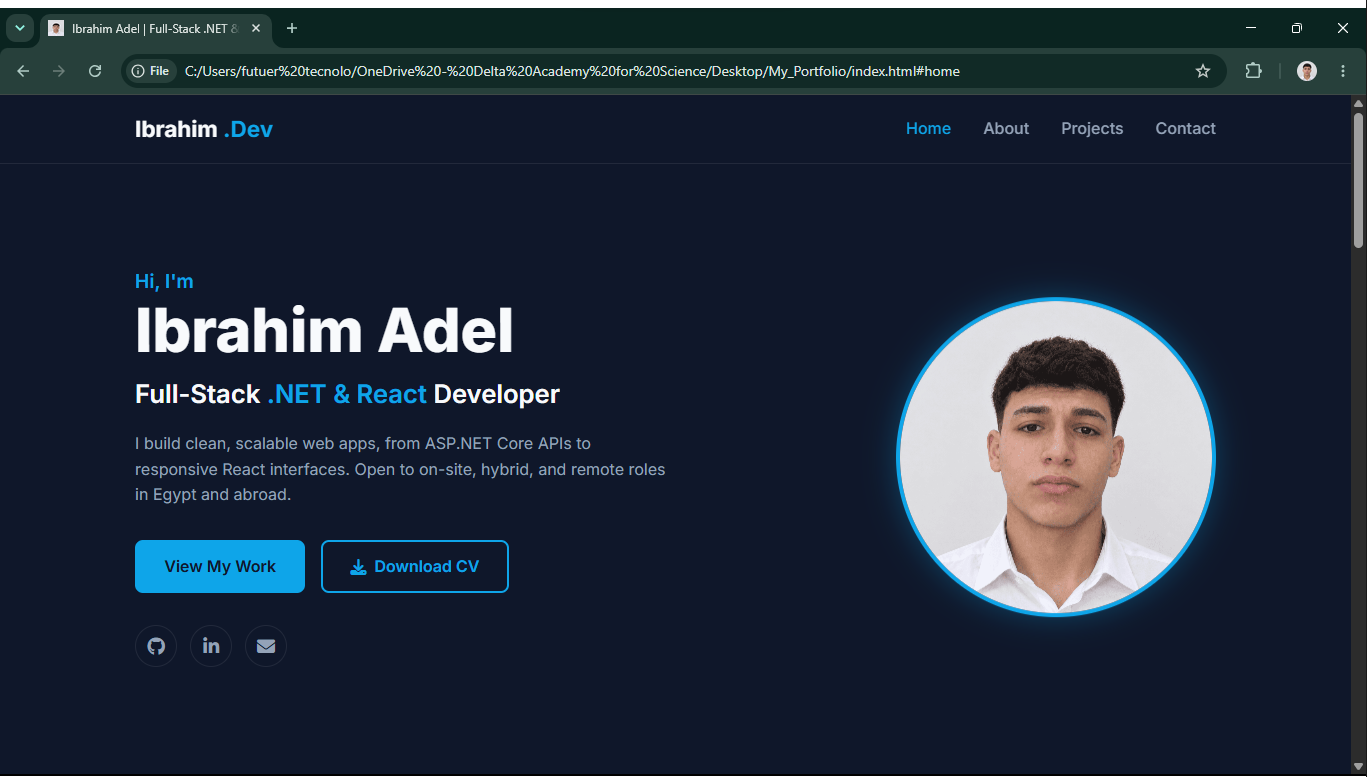 Ibrahim Adel | Full-Stack .NET &
File
C:/Users/futuer%20tecnolo/OneDrive%20-%20Delta%20Academy%20for%20Science/Desktop/My_Portfolio/index.html#home
Ibrahim .Dev
Home
About
Projects
Contact
Hi, I'm
Ibrahim Adel
Full-Stack .NET & React Developer
I build clean, scalable web apps, from ASP.NET Core APIs to
responsive React interfaces. Open to on-site, hybrid, and remote roles
in Egypt and abroad.
View My Work
Download CV
in